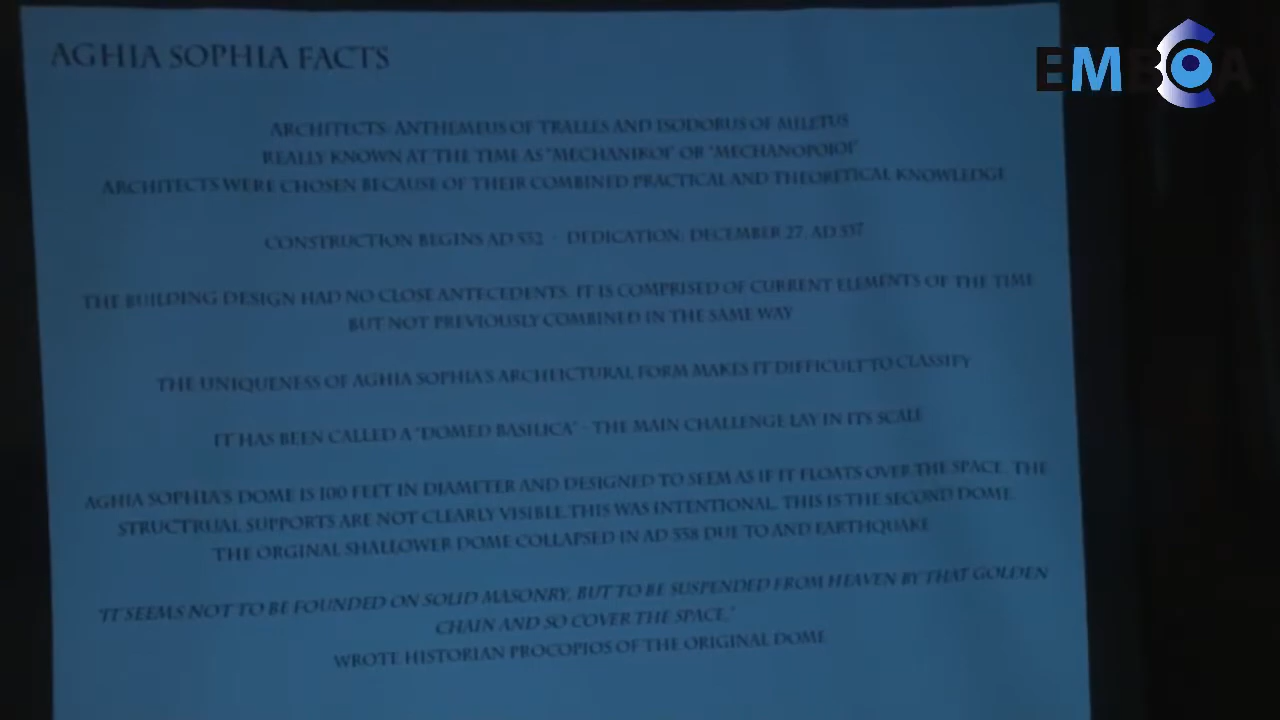 AGHIA SOPHIA FACTS
EMBCA
ARCHITECTS: ANTHEMEUS OF TRALLES AND ISODORUS OF MILETUS
REALLY KNOWN AT THE TIME AS "MECHANIKOI" OR "MECHANOPOIOI"
ARCHITECTS WERE CHOSEN BECAUSE OF THEIR COMBINED PRACTICAL AND THEORETICAL KNOWLEDGE
CONSTRUCTION BEGINS AD 532 - DEDICATION: DECEMBER 27, AD 537
THE BUILDING DESIGN HAD NO CLOSE ANTECEDENTS. IT IS COMPRISED OF CURRENT ELEMENTS OF THE TIME
BUT NOT PREVIOUSLY COMBINED IN THE SAME WAY
THE UNIQUENESS OF AGHIA SOPHIA'S ARCHEICTURAL FORM MAKES IT DIFFICULT TO CLASSIFY
IT HAS BEEN CALLED A "DOMED BASILICA" - THE MAIN CHALLENGE LAY IN ITS SCALE
AGHIA SOPHIA'S DOME IS 100 FEET IN DIAMETER AND DESIGNED TO SEEM AS IF IT FLOATS OVER THE SPACE. THE
STRUCTRUAL SUPPORTS ARE NOT CLEARLY VISIBLE. THIS WAS INTENTIONAL. THIS IS THE SECOND DOME.
THE ORGINAL SHALLOWER DOME COLLAPSED IN AD 558 DUE TO AND EARTHQUAKE
"IT SEEMS NOT TO BE FOUNDED ON SOLID MASONRY, BUT TO BE SUSPENDED FROM HEAVEN BY THAT GOLDEN
CHAIN AND SO COVER THE SPACE,"
WROTE HISTORIAN PROCOPIOS OF THE ORIGINAL DOME